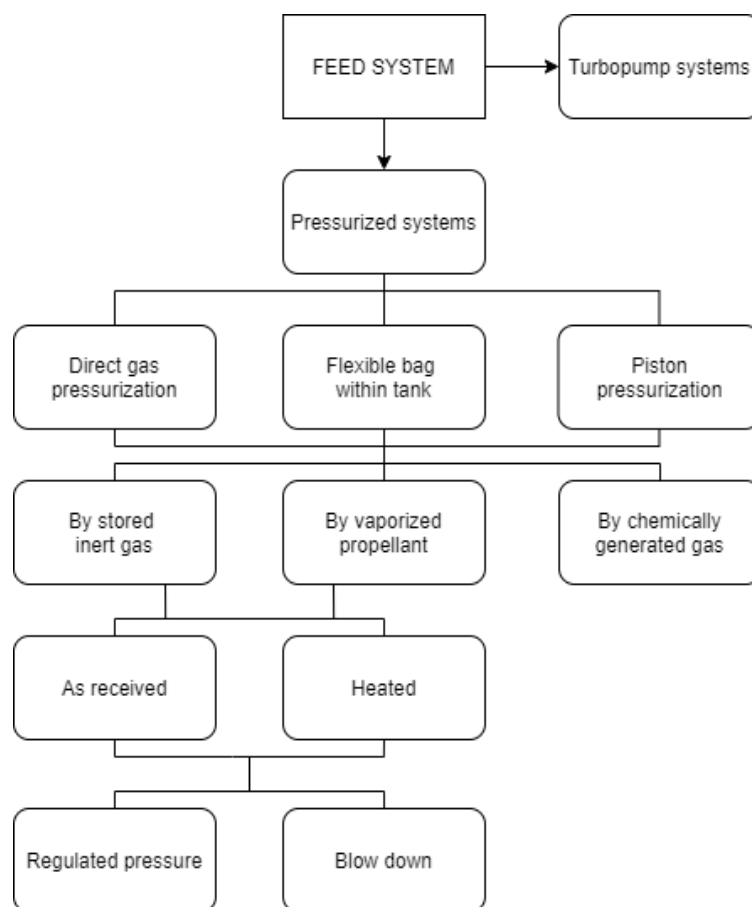 FEED SYSTEM
Turbopump systems
Pressurized systems
Direct gas
pressurization
Flexible bag
within tank
Piston
pressurization
By stored
inert gas
By vaporized
propellant
By chemically
generated gas
As received
Heated
Regulated pressure
Blow down